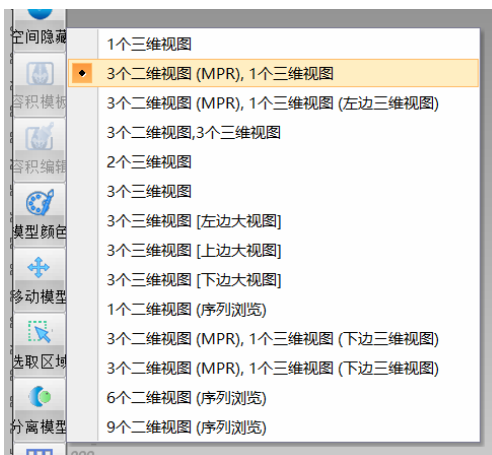 空间隐藏
容积模板
容积编辑
模型颜色
移动模型
选取区域
分离模型
1个三维视图
3个二维视图 (MPR), 1个三维视图
3个二维视图 (MPR), 1个三维视图 (左边三维视图)
3个二维视图,3个三维视图
2个三维视图
3个三维视图
3个三维视图 [左边大视图]
3个三维视图 [上边大视图]
3个三维视图 [下边大视图]
1个二维视图 (序列浏览)
3个二维视图 (MPR), 1个三维视图 (下边三维视图)
3个二维视图 (MPR), 1个三维视图 (下边三维视图)
6个二维视图 (序列浏览)
9个二维视图 (序列浏览)